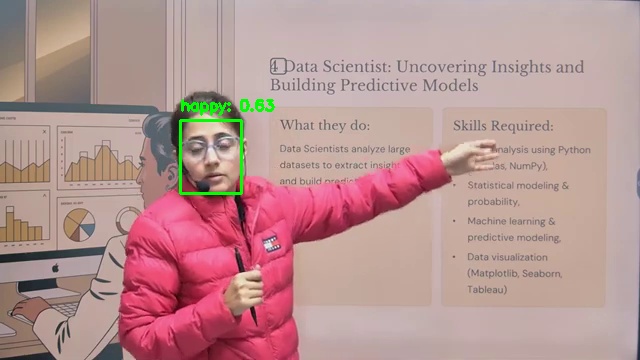 happy: 0.63
4 Data Scientist: Uncovering Insights and
Building Predictive Models
What they do:
Data Scientists analyze large
datasets to extract
and build
Skills Required:
analysis using Python
NumPy),
• Statistical modeling &
probability,
• Machine learning &
predictive modeling,
• Data visualization
(Matplotlib, Seaborn,
Tableau)